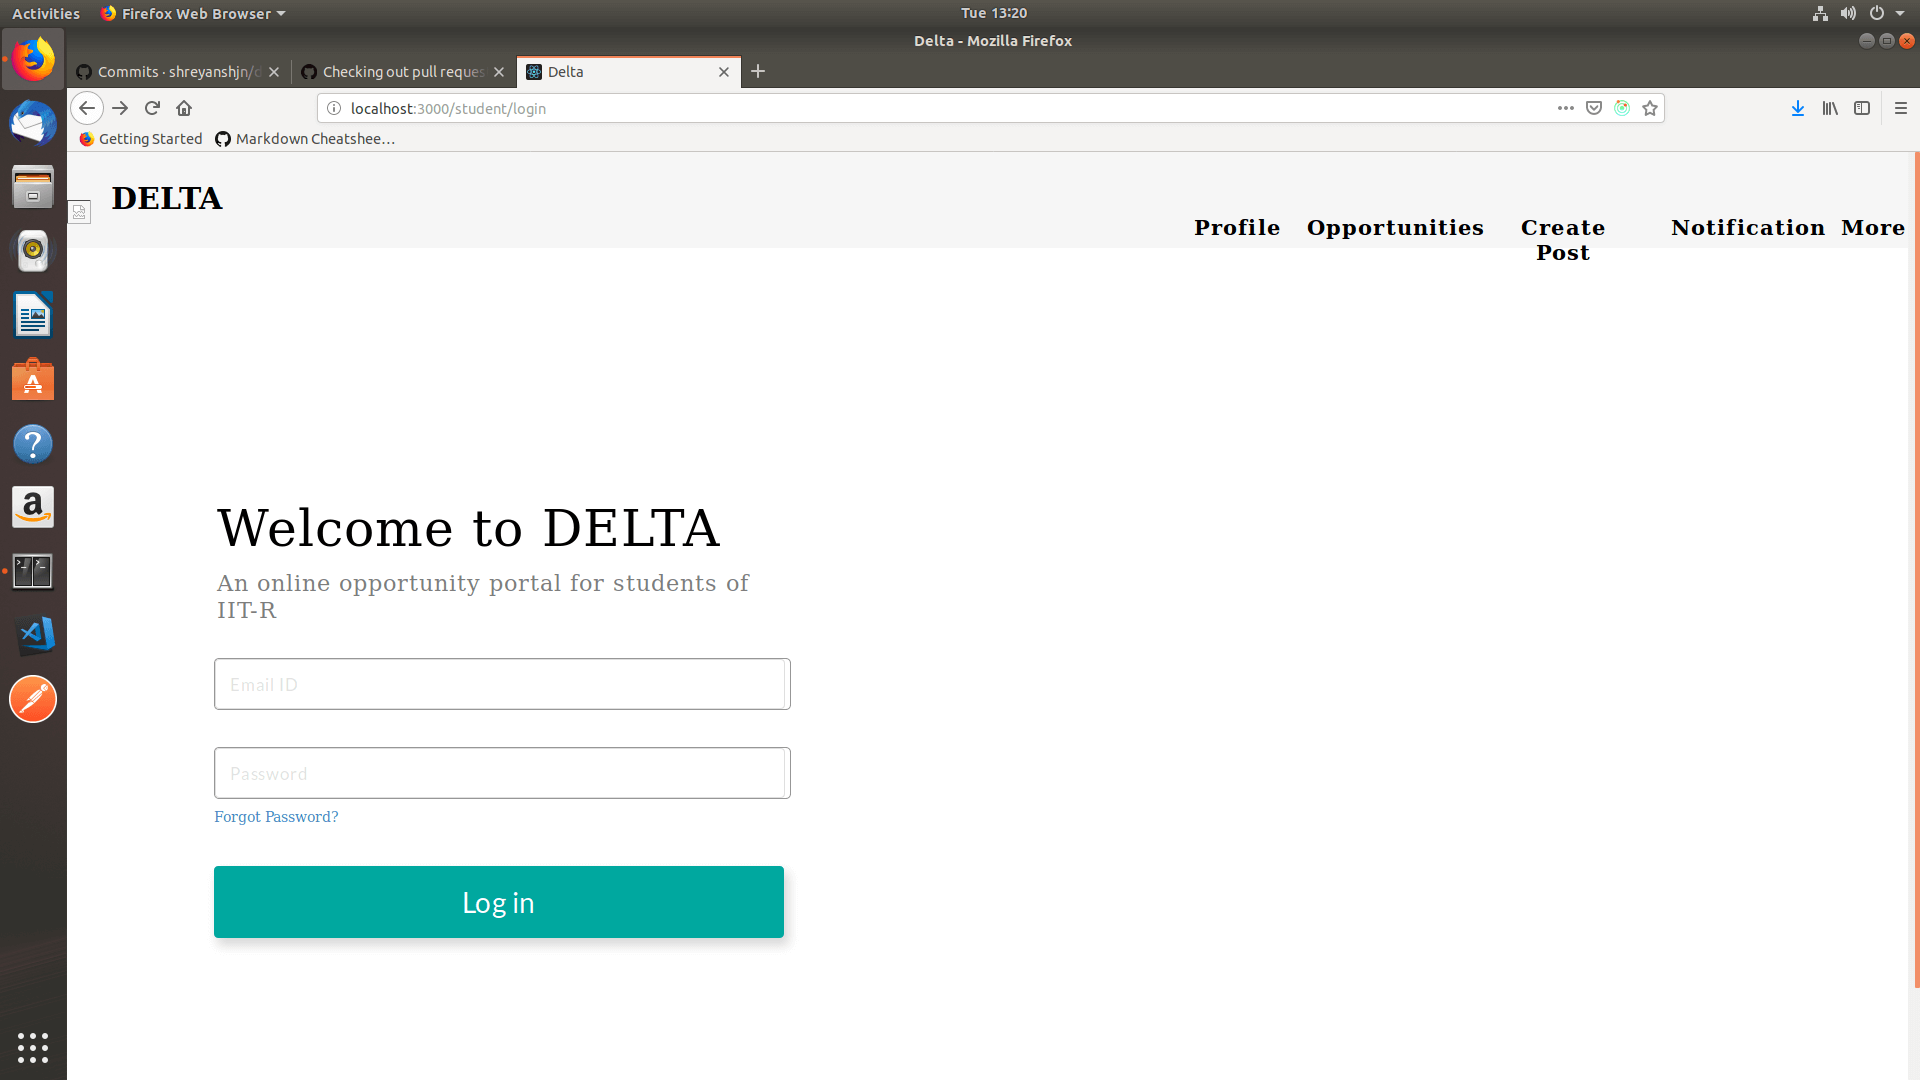 Activities Firefox Web Browser Tue 13:20
Delta - Mozilla Firefox
Commits · shreyanshjn/d Checking out pull reques Delta
localhost:3000/student/login
Getting Started Markdown Cheatshee…
DELTA
Profile Opportunities Create Post Notification More
Welcome to DELTA
An online opportunity portal for students of
IIT-R
Email ID
Password
Forgot Password?
Log in